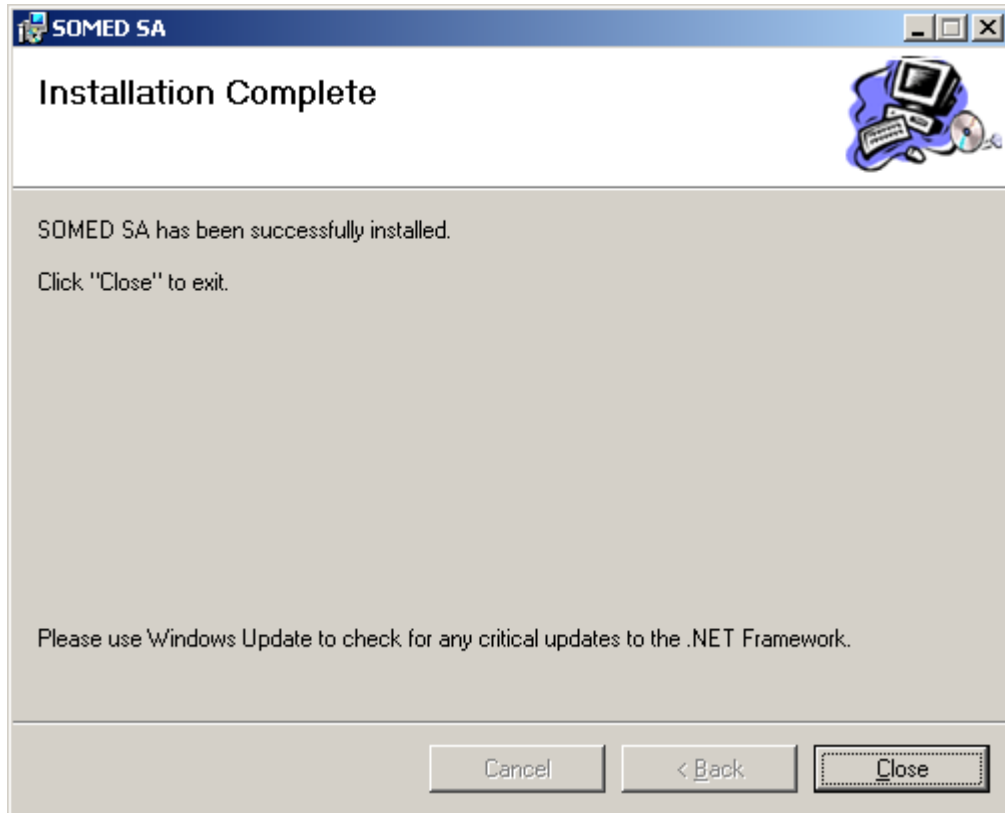 SOMED SA
Installation Complete
SOMED SA has been successfully installed.
Click "Close" to exit.
Please use Windows Update to check for any critical updates to the .NET Framework.
Cancel
< Back
Close